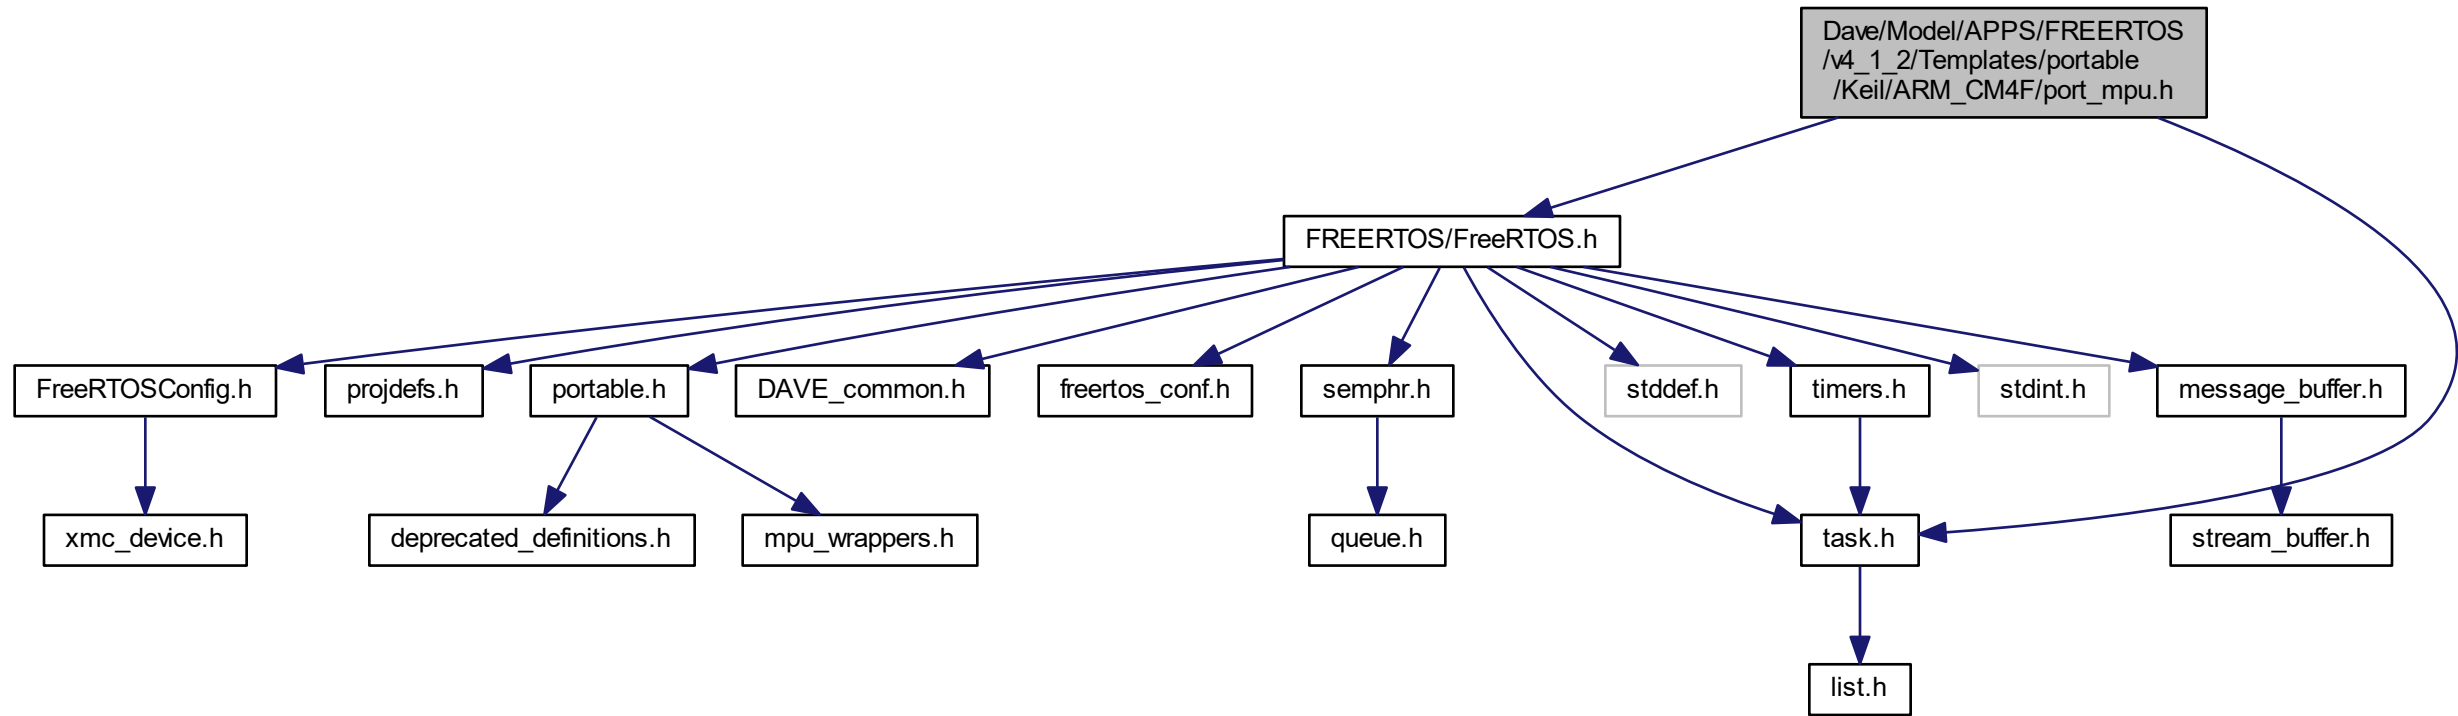 Dave/Model/APPS/FREERTOS
/v4_1_2/Templates/portable
/Keil/ARM_CM4F/port_mpu.h
FREERTOS/FreeRTOS.h
FreeRTOSConfig.h
projdefs.h
portable.h
DAVE_common.h
freertos_conf.h
semphr.h
stddef.h
timers.h
stdint.h
message_buffer.h
xmc_device.h
deprecated_definitions.h
mpu_wrappers.h
queue.h
task.h
stream_buffer.h
list.h